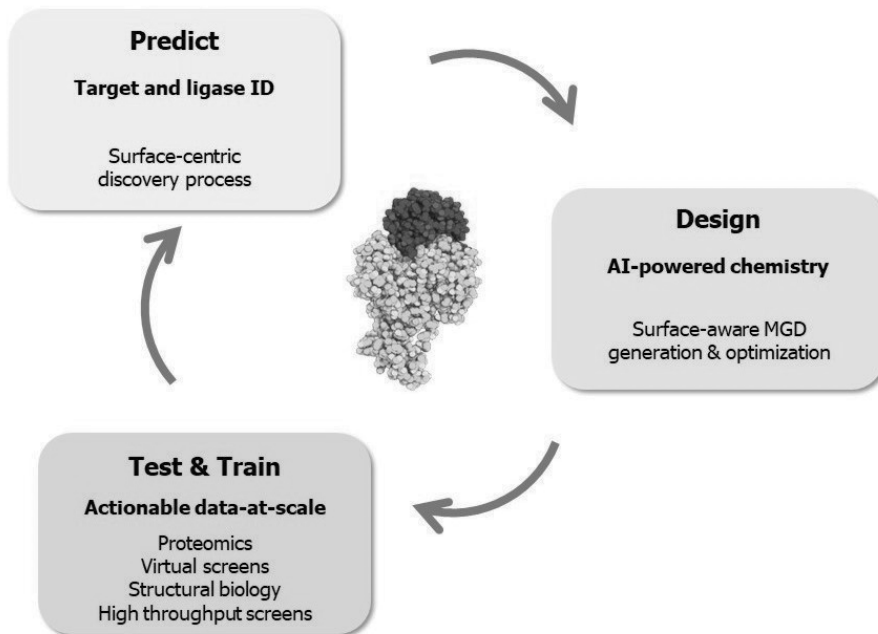 Predict
Target and ligase ID
Surface-centric
discovery process
Design
AI-powered chemistry
Surface-aware MGD
generation & optimization
Test & Train
Actionable data-at-scale
Proteomics
Virtual screens
Structural biology
High throughput screens